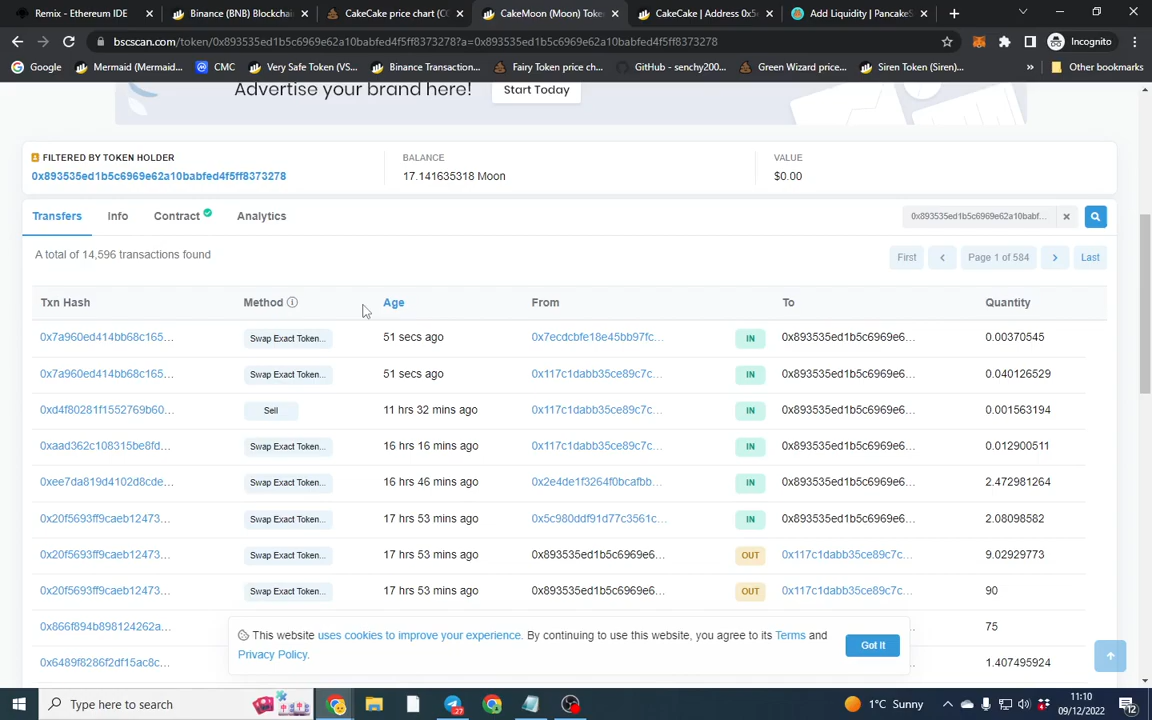 Remix - Ethereum IDE
Binance (BNB) Blockchai
CakeCake price chart (CC
CakeMoon (Moon) Toke
CakeCake | Address 0x5
Add Liquidity | PancakeS
bscscan.com/token/0x893535ed1b5c6969e62a10babfed4f5ff8373278?a=0x893535ed1b5c6969e62a10babfed4f5ff8373278
Incognito
Google
Mermaid (Mermaid...
CMC
Very Safe Token (VS...
Binance Transaction...
Fairy Token price ch...
GitHub - senchy200...
Green Wizard price...
Siren Token (Siren)...
»
Other bookmarks
Advertise your brand here!
Start Today
FILTERED BY TOKEN HOLDER
BALANCE
VALUE
0x893535ed1b5c6969e62a10babfed4f5ff8373278
17.141635318 Moon
$0.00
Transfers
Info
Contract
Analytics
0x893535ed1b5c6969e62a10babf...
A total of 14,596 transactions found
First
Page 1 of 584
Last
Txn Hash Method Age From To Quantity
0x7a960ed414bb68c165... Swap Exact Token... 51 secs ago 0x7ecdcbfe18e45bb97fc... IN 0x893535ed1b5c6969e6... 0.00370545
0x7a960ed414bb68c165... Swap Exact Token... 51 secs ago 0x117c1dabb35ce89c7c... IN 0x893535ed1b5c6969e6... 0.040126529
0xd4f80281f1552769b60... Sell 11 hrs 32 mins ago 0x117c1dabb35ce89c7c... IN 0x893535ed1b5c6969e6... 0.001563194
0xaad362c108315be8fd... Swap Exact Token... 16 hrs 16 mins ago 0x117c1dabb35ce89c7c... IN 0x893535ed1b5c6969e6... 0.012900511
0xee7da819d4102d8cde... Swap Exact Token... 16 hrs 46 mins ago 0x2e4de1f3264f0bcafbb... IN 0x893535ed1b5c6969e6... 2.472981264
0x20f5693ff9caeb12473... Swap Exact Token... 17 hrs 53 mins ago 0x5c980ddf91d77c3561c... IN 0x893535ed1b5c6969e6... 2.08098582
0x20f5693ff9caeb12473... Swap Exact Token... 17 hrs 53 mins ago 0x893535ed1b5c6969e6... OUT 0x117c1dabb35ce89c7c... 9.02929773
0x20f5693ff9caeb12473... Swap Exact Token... 17 hrs 53 mins ago 0x893535ed1b5c6969e6... OUT 0x117c1dabb35ce89c7c... 90
0x866f894b898124262a... 75
0x6489f8286f2df15ac8c... 1.407495924
This website uses cookies to improve your experience. By continuing to use this website, you agree to its Terms and
Privacy Policy.
Got It
Type here to search
27
1°C Sunny
11:10
09/12/2022
12